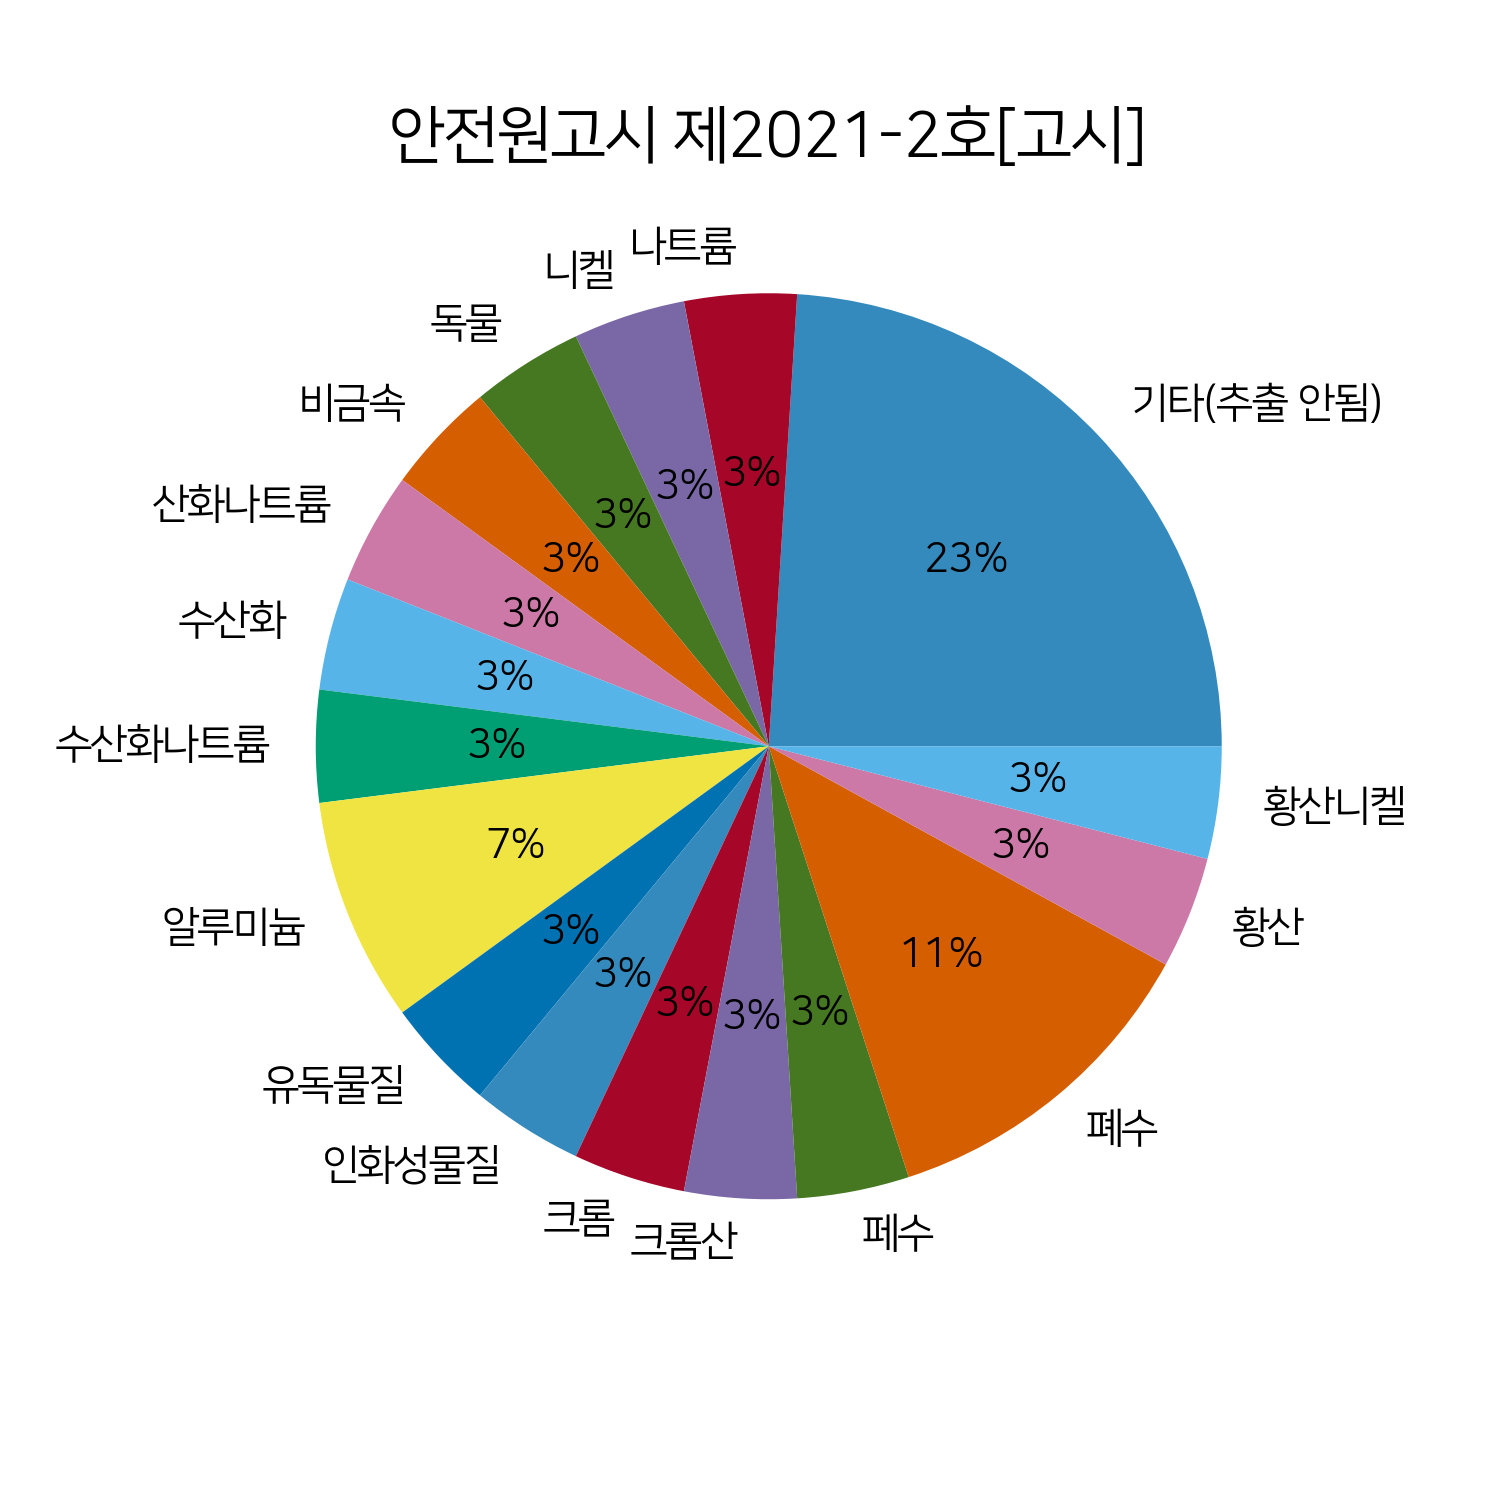 안전원고시 제2021-2호[고시]
나트륨
니켈
독물
비금속
기타(추출 안됨)
산화나트륨
수산화
수산화나트륨
황산니켈
알루미늄
황산
유독물질
폐수
인화성물질
크롬
크롬산
페수
3%
3%
3%
3%
23%
3%
3%
3%
3%
7%
3%
3%
11%
3%
3%
3%
3%